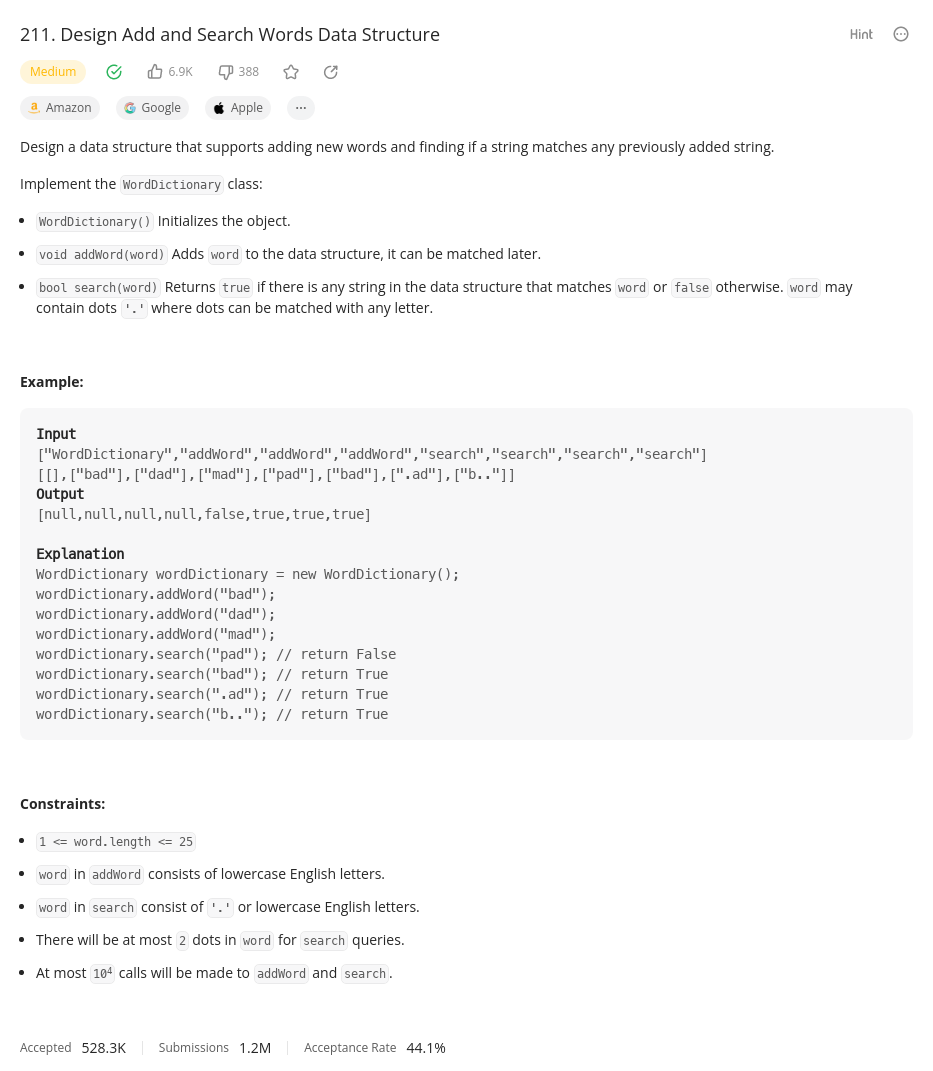 211. Design Add and Search Words Data Structure
Hint
Medium
6.9K
388
Amazon
Google
Apple
Design a data structure that supports adding new words and finding if a string matches any previously added string.
Implement the WordDictionary class:
• WordDictionary() Initializes the object.
• void addWord(word) Adds word to the data structure, it can be matched later.
• bool search(word) Returns true if there is any string in the data structure that matches word or false otherwise. word may
contain dots '.' where dots can be matched with any letter.
Example:
Input
["WordDictionary","addWord","addWord","addWord","search","search","search","search"]
[[],["bad"],["dad"],["mad"],["pad"],["bad"],[".ad"],["b.."]]
Output
[null,null,null,null,false,true,true,true]
Explanation
WordDictionary wordDictionary = new WordDictionary();
wordDictionary.addWord("bad");
wordDictionary.addWord("dad");
wordDictionary.addWord("mad");
wordDictionary.search("pad"); // return False
wordDictionary.search("bad"); // return True
wordDictionary.search(".ad"); // return True
wordDictionary.search("b.."); // return True
Constraints:
• 1 <= word.length <= 25
• word in addWord consists of lowercase English letters.
• word in search consist of '.' or lowercase English letters.
• There will be at most 2 dots in word for search queries.
• At most 10⁴ calls will be made to addWord and search.
Accepted 528.3K Submissions 1.2M Acceptance Rate 44.1%